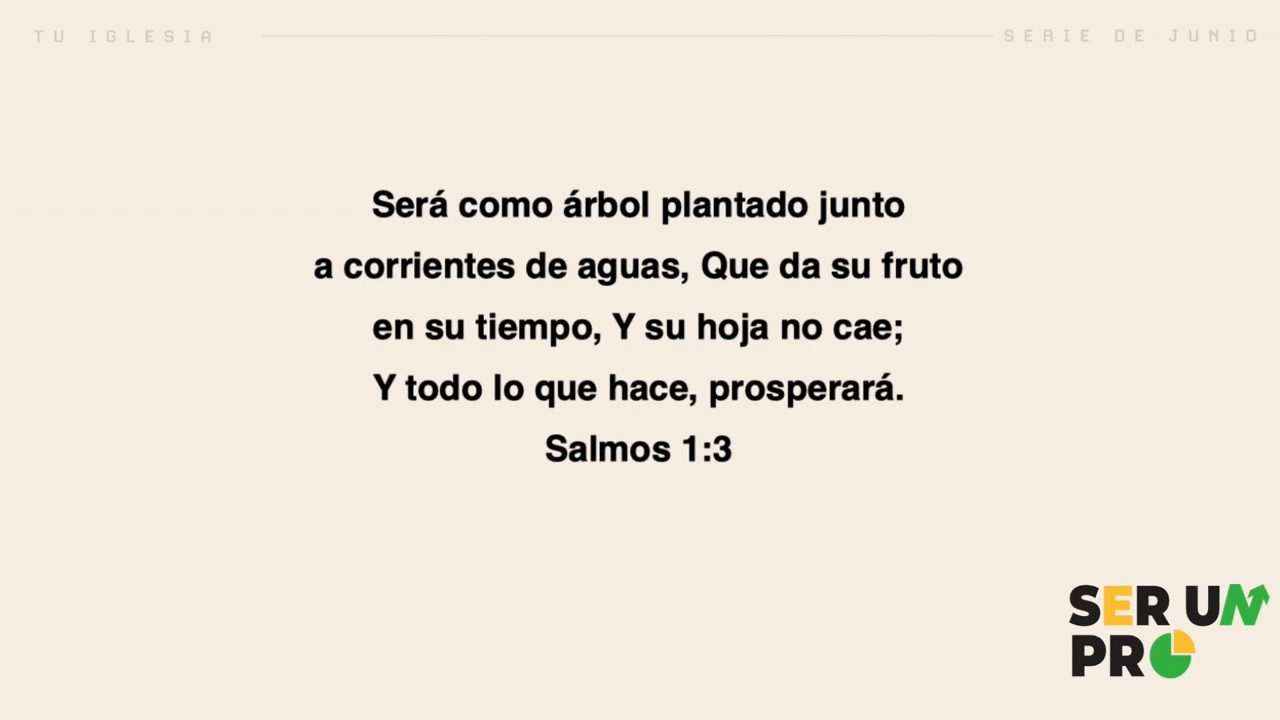 TU IGLESIA
SERIE DE JUNIO
Será como árbol plantado junto
a corrientes de aguas, Que da su fruto
en su tiempo, Y su hoja no cae;
Y todo lo que hace, prosperará.
Salmos 1:3
SER UN
PRO